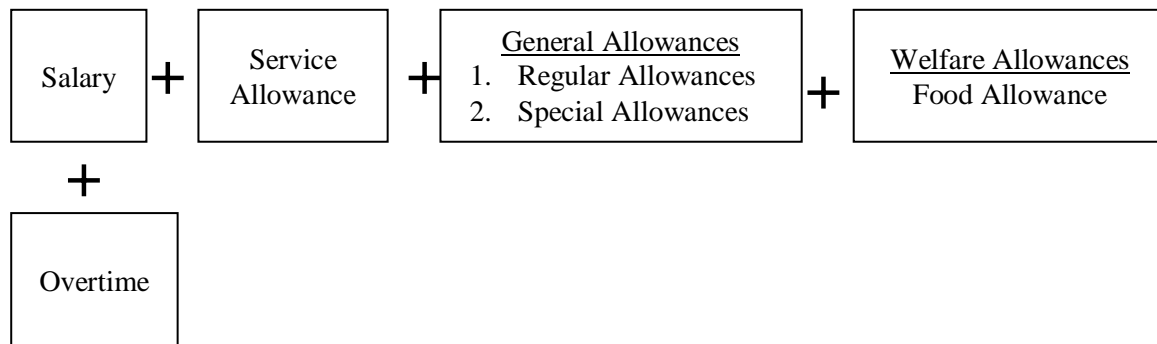 Salary
+
Service
Allowance
+
General Allowances
1. Regular Allowances
2. Special Allowances
+
Welfare Allowances
Food Allowance
+
Overtime